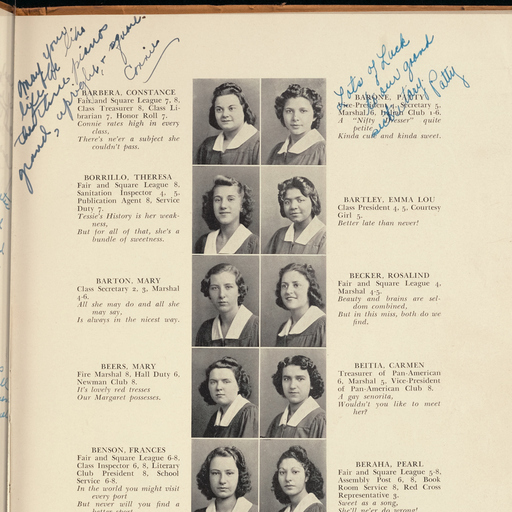 May your
life be like
the three pianos
grand, upright, & square.
Connie
Lots of Luck
to our grand
secretary Patty
BARBERA, CONSTANCE
Fair and Square League 7, 8,
Class Treasurer 8, Class Li-
brarian 7, Honor Roll 7.
Connie rates high in every
class,
There's ne'er a subject she
couldn't pass.
BARONE, PATTY
Vice-President 4, Secretary 5,
Marshal 6, Club 1-6,
A "Nifty quite
petite
Kinda cute and kinda sweet.
BORRILLO, THERESA
Fair and Square League 8,
Sanitation Inspector 4, 5,
Publication Agent 8, Service
Duty 7.
Tessie's History is her weak-
ness,
But for all of that, she's a
bundle of sweetness.
BARTLEY, EMMA LOU
Class President 4, 5, Courtesy
Girl 5.
Better late than never!
BARTON, MARY
Class Secretary 2, 3, Marshal
4-6.
All she may do and all she
may say,
Is always in the nicest way.
BECKER, ROSALIND
Fair and Square League 4,
Marshal 4-5.
Beauty and brains are sel-
dom combined,
But in this miss, both do we
find.
BEERS, MARY
Fire Marshal 8, Hall Duty 6,
Newman Club 8.
It's lovely red tresses
Our Margaret possesses.
BEITIA, CARMEN
Treasurer of Pan-American
6, Marshal 5, Vice-President
of Pan-American Club 8.
A gay senorita,
Wouldn't you like to meet
her?
BENSON, FRANCES
Fair and Square League 6-8,
Class Inspector 6, 8, Literary
Club President 8, School
Service 6-8.
In the world you might visit
every port
But never will you find a
BERAHA, PEARL
Fair and Square League 5-8,
Assembly Post 6, 8, Book
Room Service 8, Red Cross
Representative 3.
Sweet as a song,
She'll ne'er do wrong!